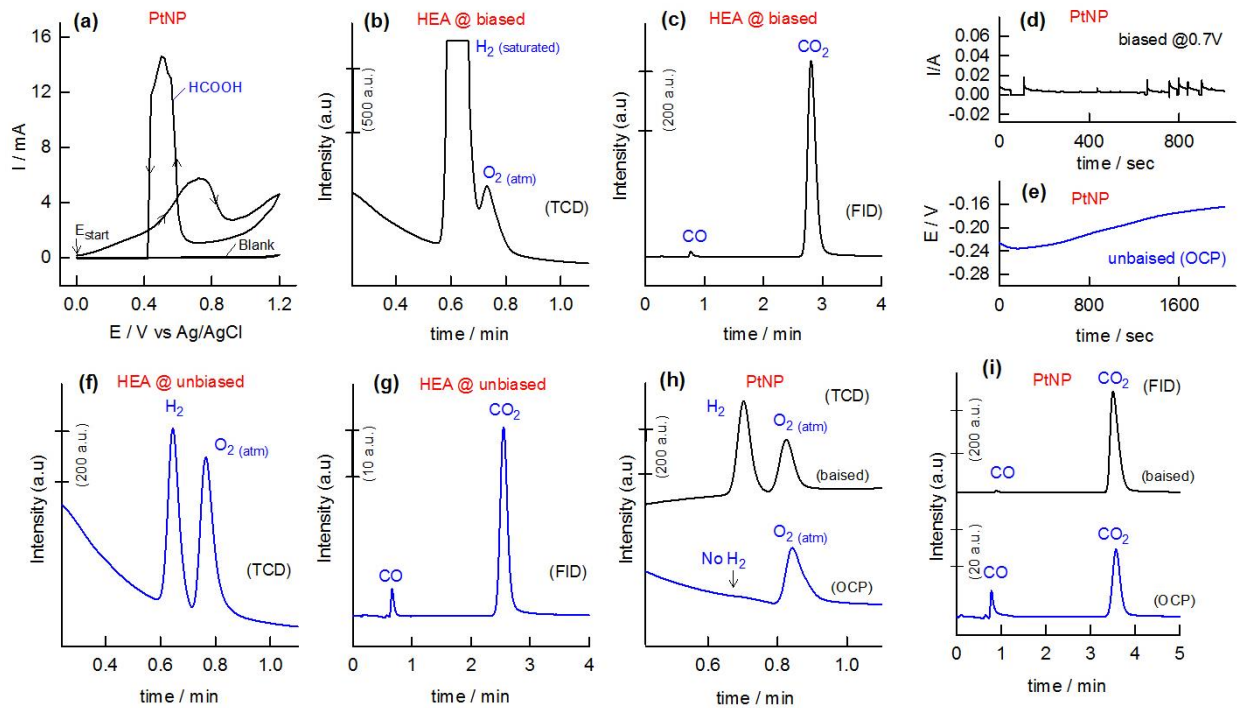 (a)
PtNP
16
12
8
4
0
I / mA
HCOOH
E start
Blank
0.0 0.3 0.6 0.9 1.2
E / V vs Ag/AgCl
(b)
HEA @ biased
H2 (saturated)
(500 a.u.)
Intensity (a.u)
O2 (atm)
(TCD)
0.4 0.6 0.8 1.0
time / min
(c)
HEA @ biased
CO2
(200 a.u.)
Intensity (a.u)
CO
(FID)
0 1 2 3 4
time / min
(d)
PtNP
biased @0.7V
0.06
0.04
0.02
0.00
-0.02
I/A
0 400 800
time / sec
(e)
PtNP
-0.16
-0.20
-0.24
-0.28
E / V
unbaised (OCP)
0 800 1600
time / sec
(f)
HEA @ unbiased
H2
O2 (atm)
(200 a.u.)
Intensity (a.u)
(TCD)
0.4 0.6 0.8 1.0
time / min
(g)
HEA @ unbiased
CO2
(10 a.u.)
Intensity (a.u)
CO
(FID)
0 1 2 3 4
time / min
(h)
PtNP
(TCD)
H2
O2 (atm)
(200 a.u.)
(baised)
Intensity (a.u)
O2 (atm)
No H2
(OCP)
0.6 0.8 1.0
time / min
(i)
PtNP
CO2
(FID)
(200 a.u.)
CO
(baised)
Intensity (a.u)
CO2
(20 a.u.)
CO
(OCP)
0 1 2 3 4 5
time / min